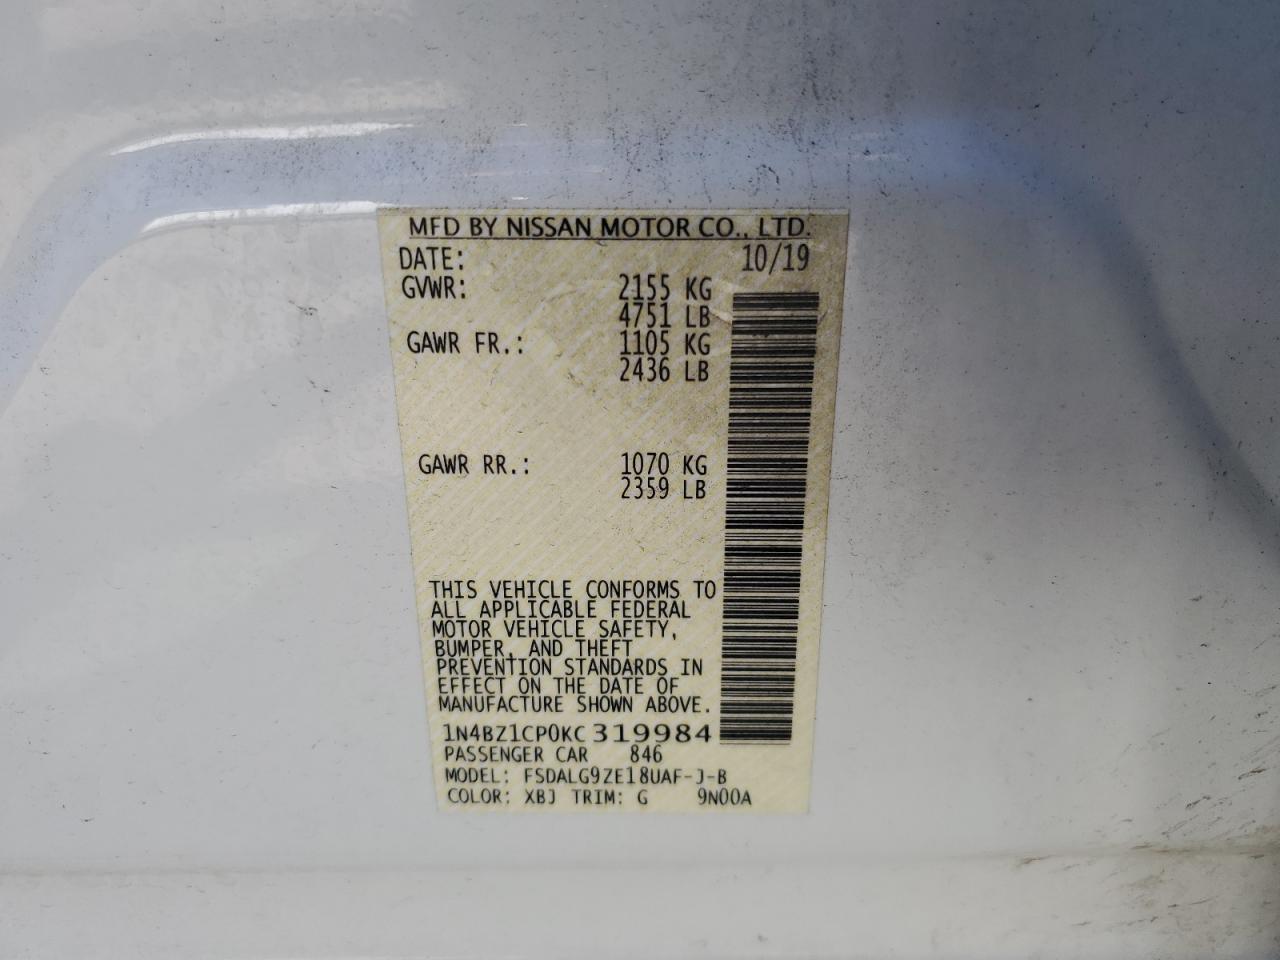 MFD BY NISSAN MOTOR CO., LTD.
DATE: 10/19
GVWR: 2155 KG
4751 LB
GAWR FR.: 1105 KG
2436 LB
GAWR RR.: 1070 KG
2359 LB
THIS VEHICLE CONFORMS TO
ALL APPLICABLE FEDERAL
MOTOR VEHICLE SAFETY,
BUMPER, AND THEFT
PREVENTION STANDARDS IN
EFFECT ON THE DATE OF
MANUFACTURE SHOWN ABOVE.
1N4BZ1CP0KC319984
PASSENGER CAR 846
MODEL: FSDALG9ZE18UAF-J-B
COLOR: XBJ TRIM: G 9N00A